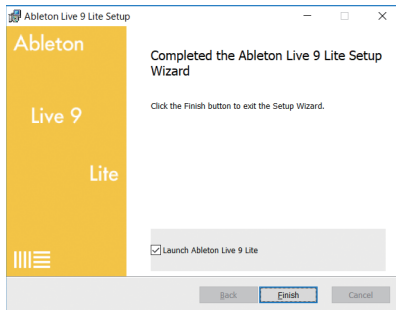 Ableton Live 9 Lite Setup
Ableton
Live 9
Lite
Completed the Ableton Live 9 Lite Setup
Wizard
Click the Finish button to exit the Setup Wizard.
Launch Ableton Live 9 Lite
Back Finish Cancel